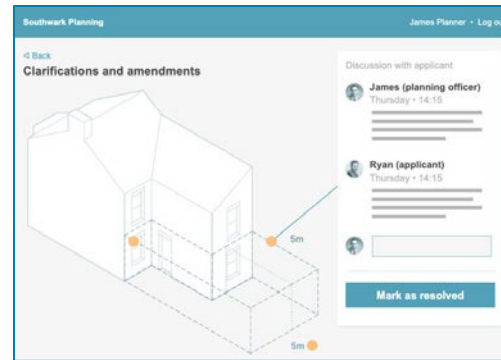 Southwark Planning
James Planner • Log ou
◁ Back
Clarifications and amendments
Discussion with applicant
James (planning officer)
Thursday • 14:15
Ryan (applicant)
Thursday • 14:15
5m
5m
Mark as resolved